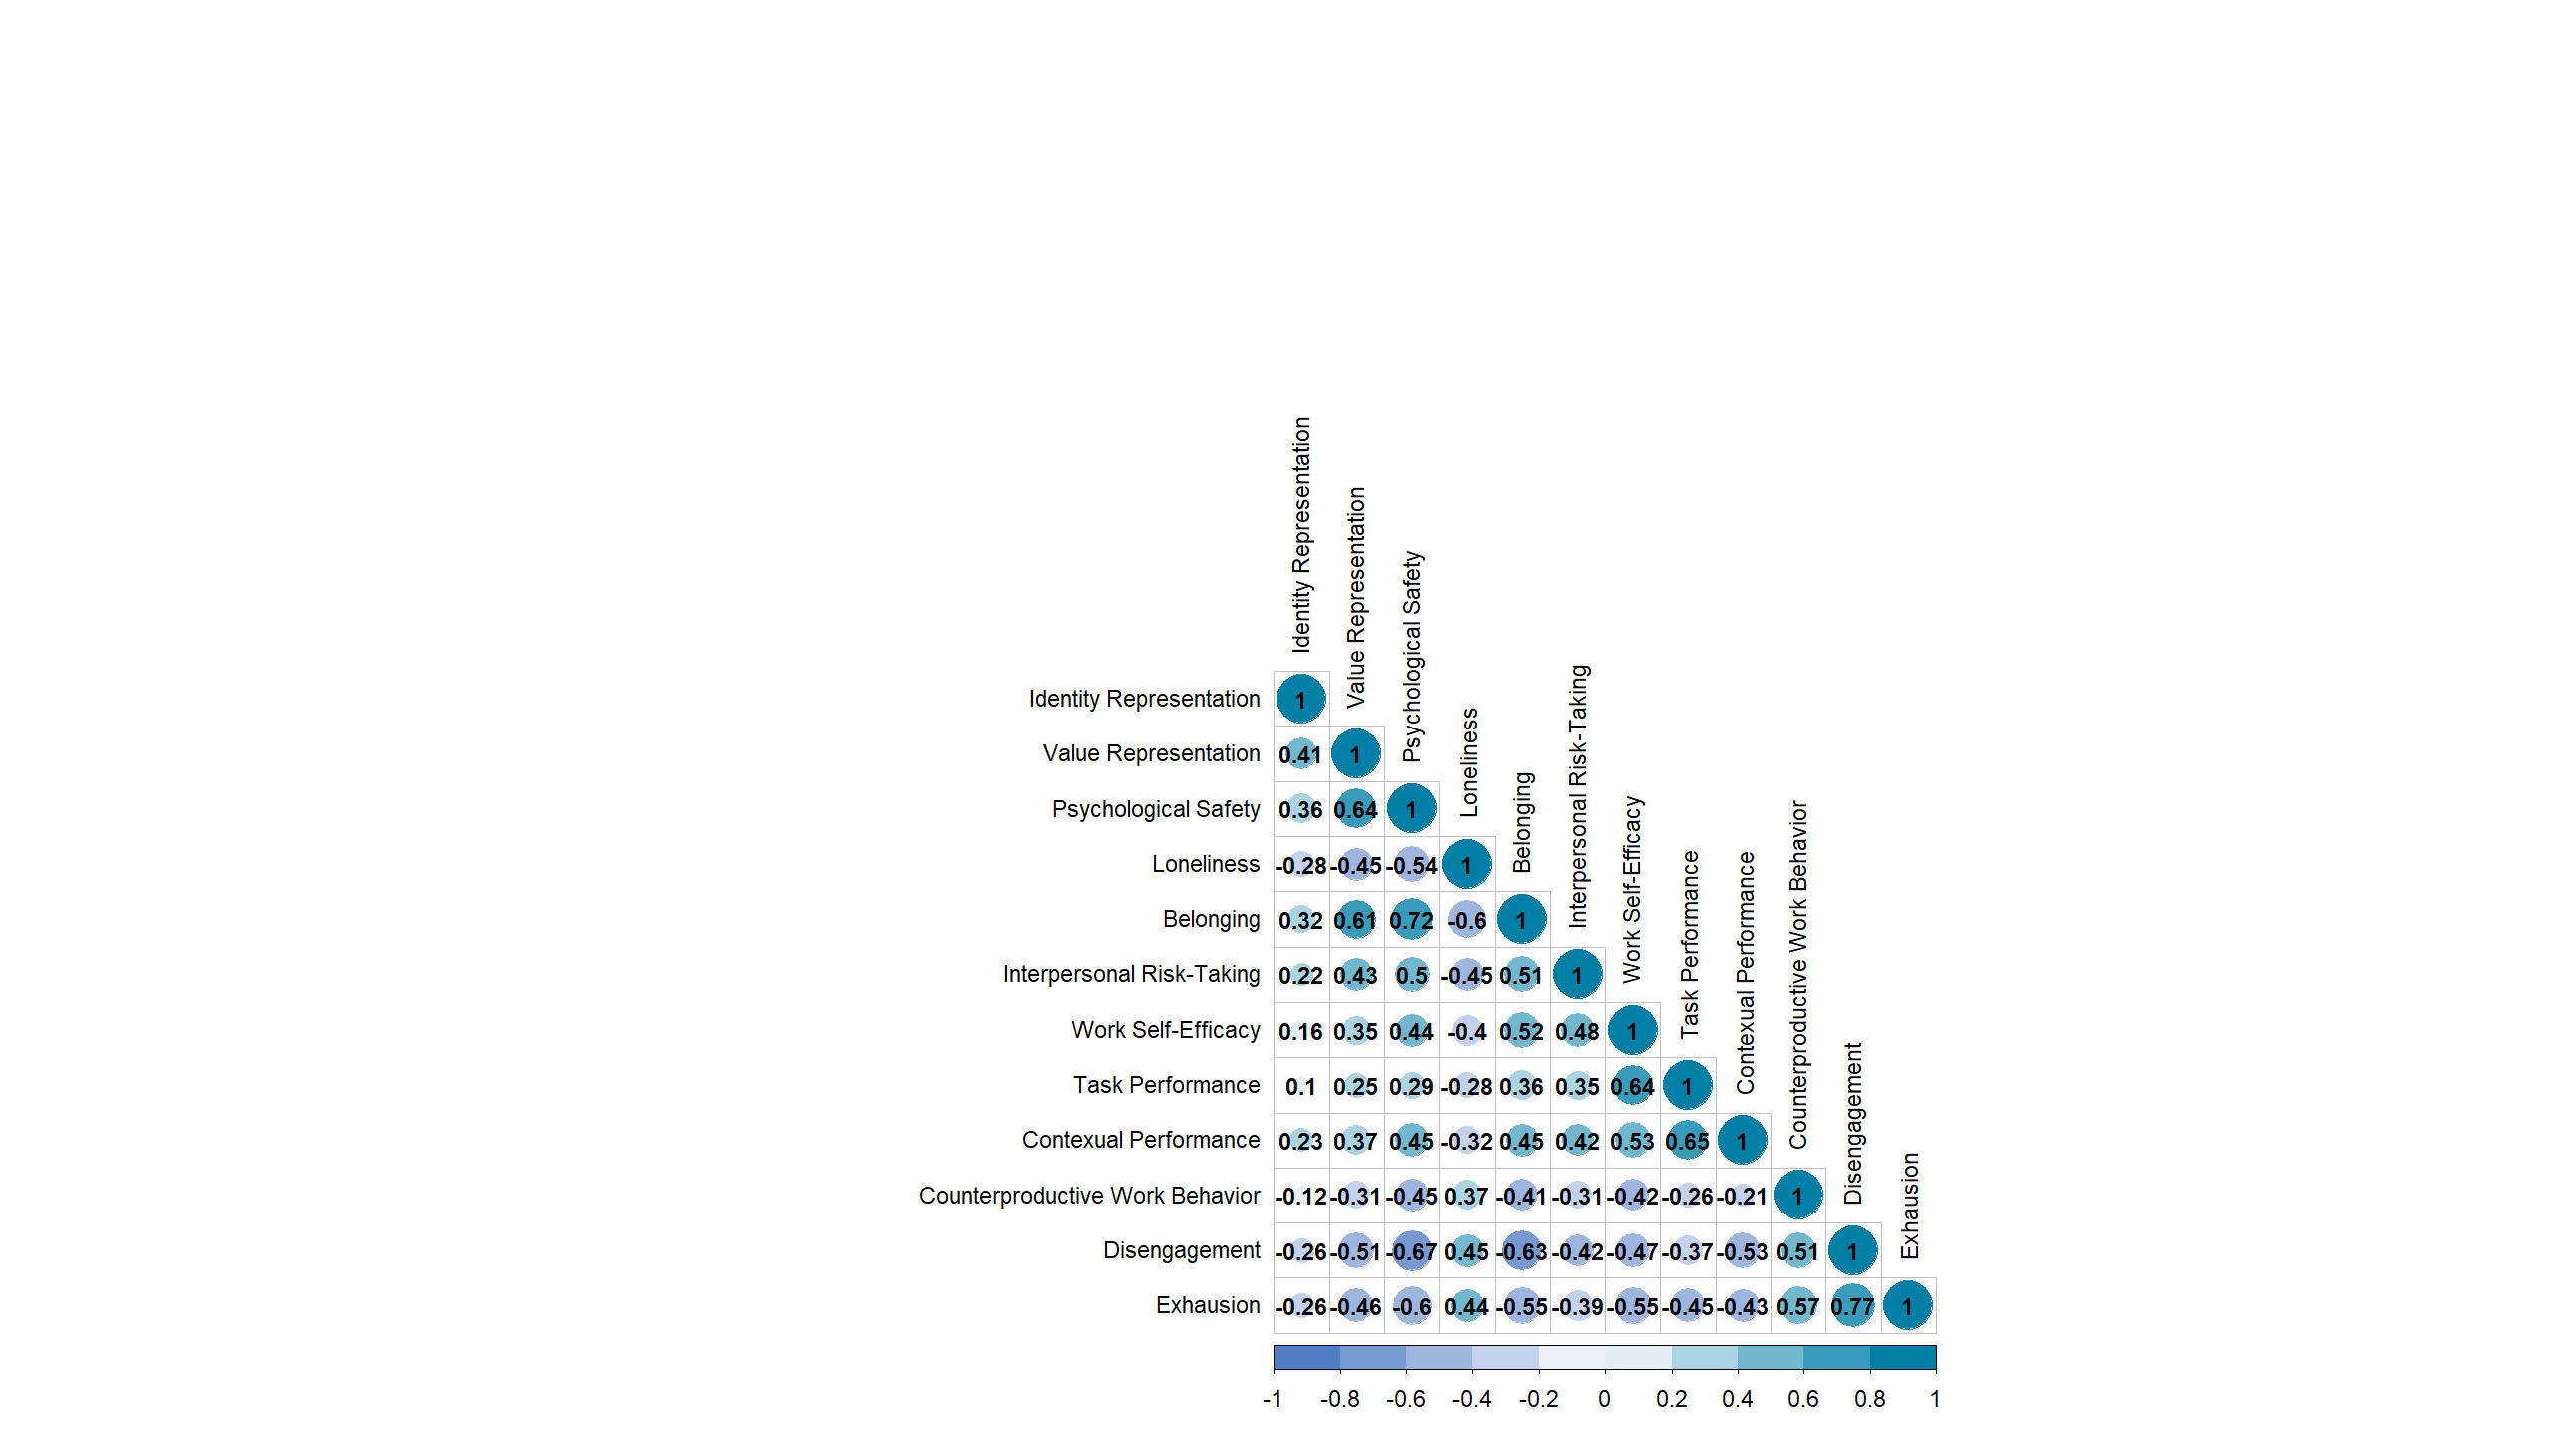 Identity Representation
Value Representation
Psychological Safety
Loneliness
Belonging
Interpersonal Risk-Taking
Work Self-Efficacy
Task Performance
Contexual Performance
Counterproductive Work Behavior
Disengagement
Exhausion
Identity Representation 1
Value Representation 0.41 1
Psychological Safety 0.36 0.64 1
Loneliness -0.28 -0.45 -0.54 1
Belonging 0.32 0.61 0.72 -0.6 1
Interpersonal Risk-Taking 0.22 0.43 0.5 -0.45 0.51 1
Work Self-Efficacy 0.16 0.35 0.44 -0.4 0.52 0.48 1
Task Performance 0.1 0.25 0.29 -0.28 0.36 0.35 0.64 1
Contexual Performance 0.23 0.37 0.45 -0.32 0.45 0.42 0.53 0.65 1
Counterproductive Work Behavior -0.12 -0.31 -0.45 0.37 -0.41 -0.31 -0.42 -0.26 -0.21 1
Disengagement -0.26 -0.51 -0.67 0.45 -0.63 -0.42 -0.47 -0.37 -0.53 0.51 1
Exhausion -0.26 -0.46 -0.6 0.44 -0.55 -0.39 -0.55 -0.45 -0.43 0.57 0.77 1
-1 -0.8 -0.6 -0.4 -0.2 0 0.2 0.4 0.6 0.8 1